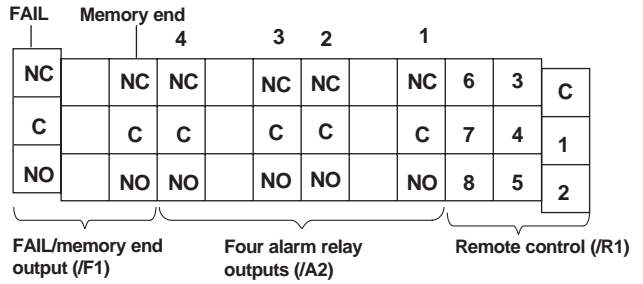 FAIL Memory end
4 3 2 1
NC NC NC NC NC NC 6 3 C
C C C C C C 7 4 1
NO NO NO NO NO NO 8 5 2
FAIL/memory end
output (/F1)
Four alarm relay
outputs (/A2)
Remote control (/R1)